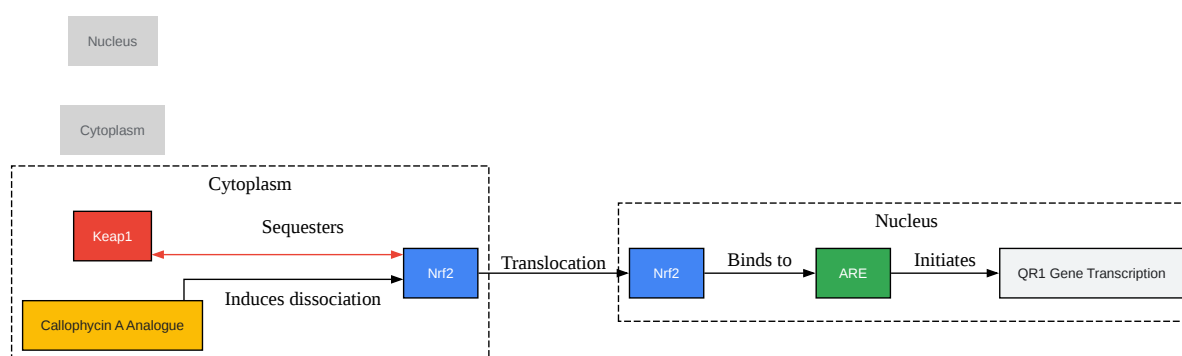 Nucleus
Cytoplasm
Cytoplasm
Keap1
Sequesters
Nrf2
Induces dissociation
Callophycin A Analogue
Translocation
Nucleus
Nrf2
Binds to
ARE
Initiates
QR1 Gene Transcription